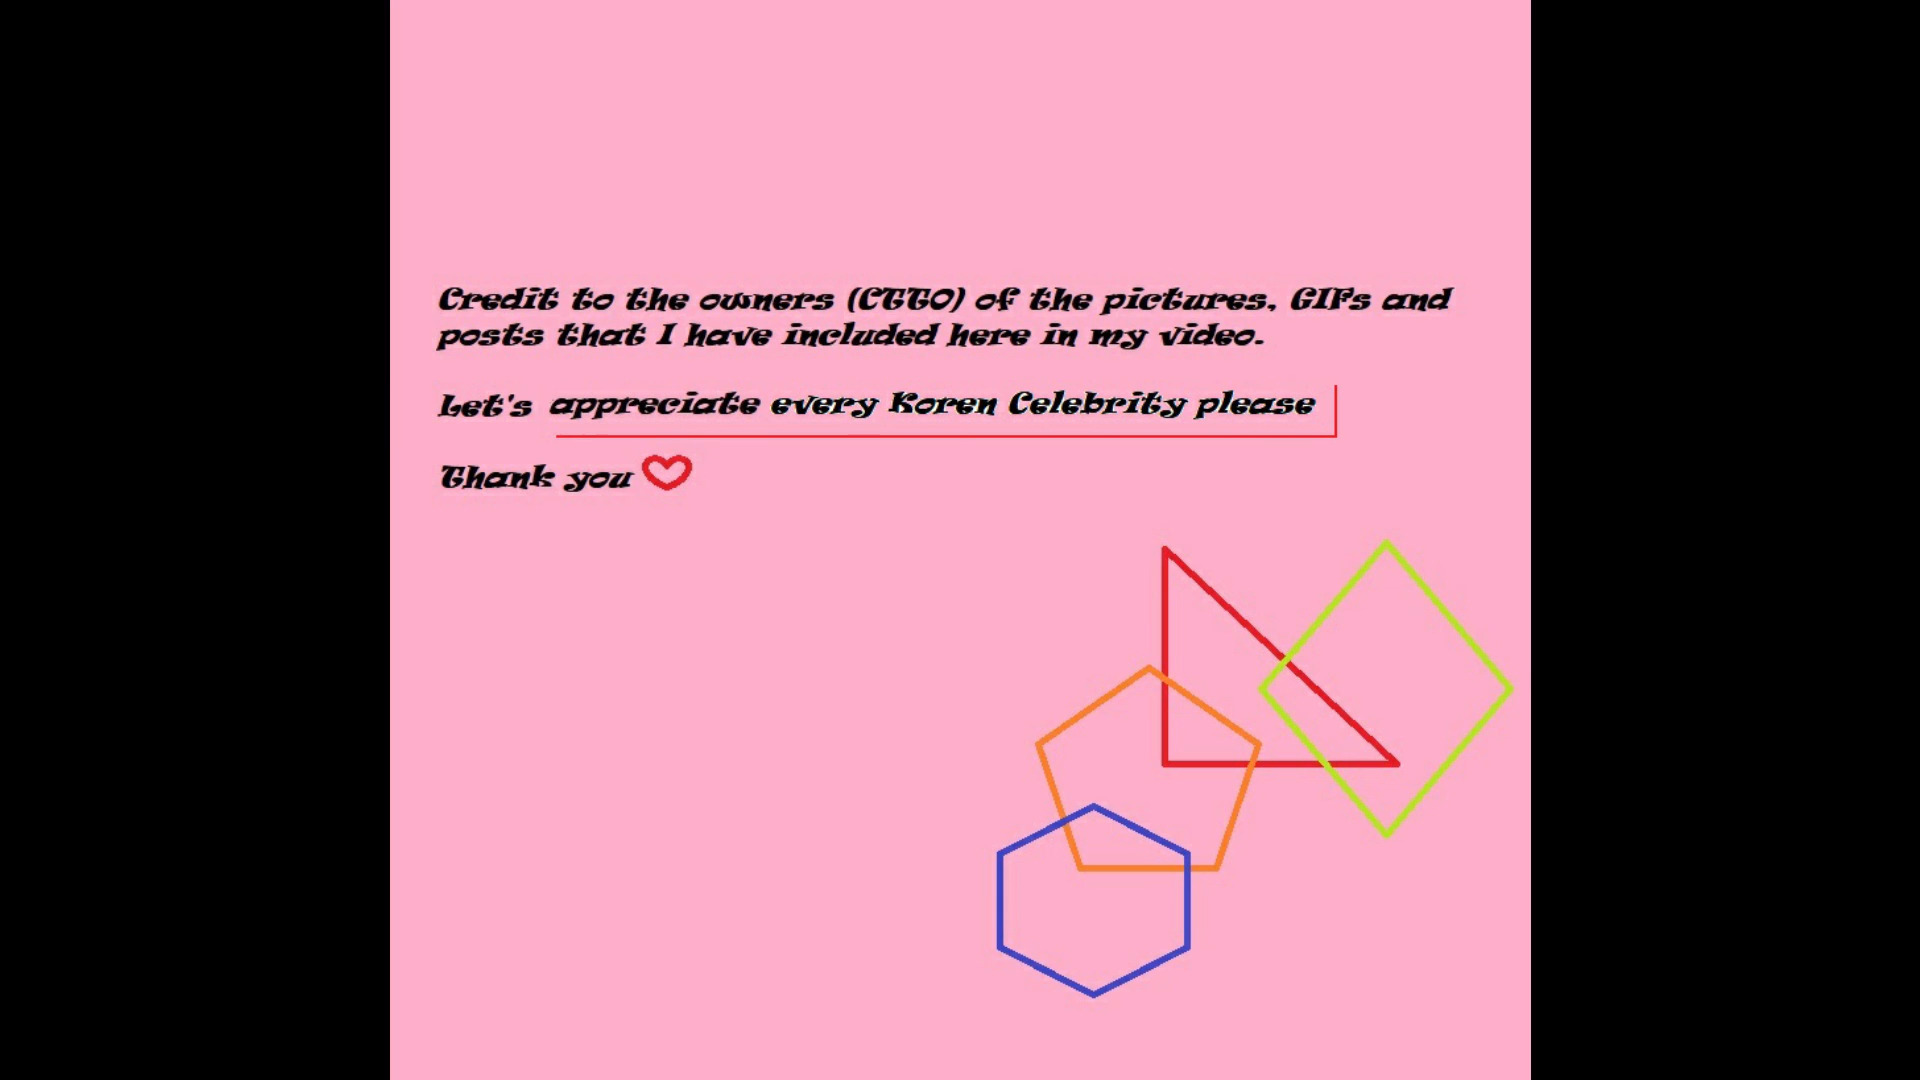 Credit to the owners (CTTO) of the pictures, GIFs and
posts that I have included here in my video.
Let's appreciate every Koren Celebrity please
Thank you